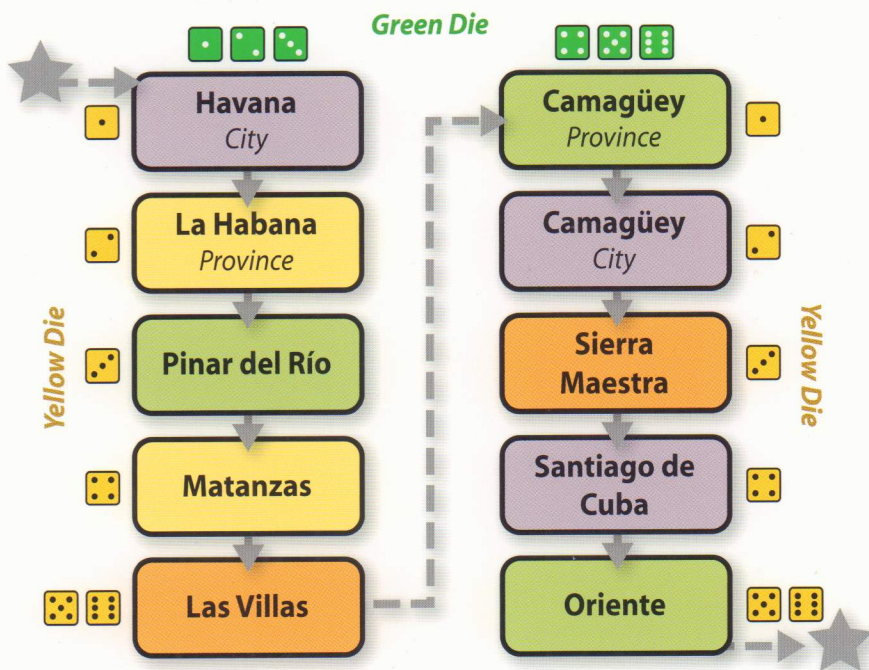 Green Die
Havana
City
La Habana
Province
Pinar del Río
Matanzas
Las Villas
Yellow Die
Camagüey
Province
Camagüey
City
Sierra
Maestra
Santiago de
Cuba
Oriente
Yellow Die